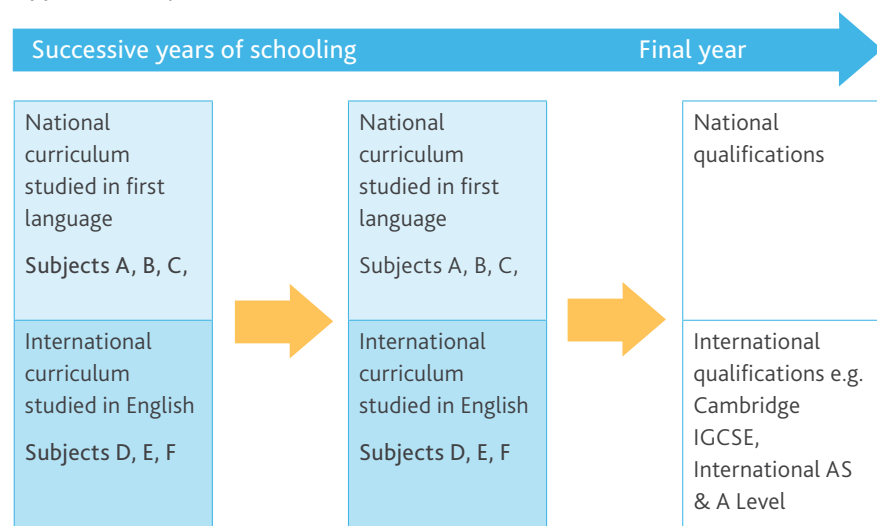 Successive years of schooling
Final year
National
curriculum
studied in first
language
Subjects A, B, C,
International
curriculum
studied in English
Subjects D, E, F
National
curriculum
studied in first
language
Subjects A, B, C,
International
curriculum
studied in English
Subjects D, E, F
National
qualifications
International
qualifications e.g.
Cambridge
IGCSE,
International AS
& A Level